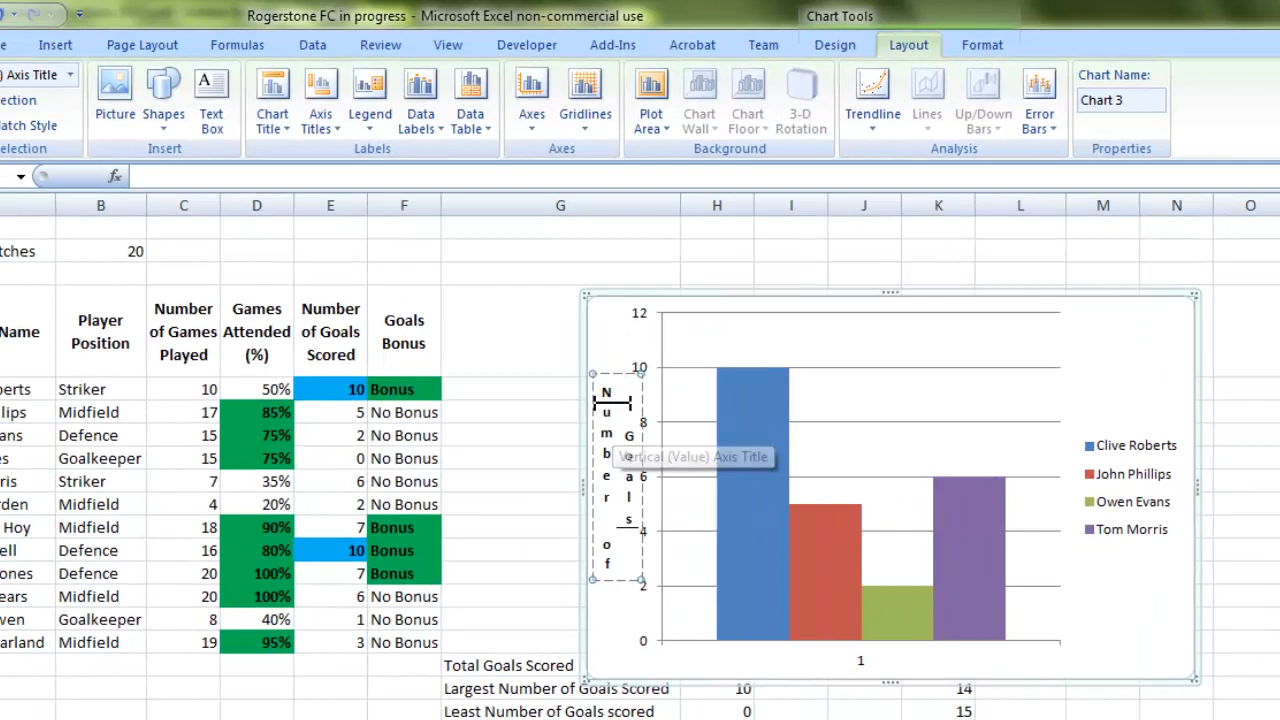 Rogerstone FC in progress - Microsoft Excel non-commercial use
Chart Tools
Insert Page Layout Formulas Data Review View Developer Add-Ins Acrobat Team Design Layout Format
) Axis Title
ection
atch Style
election
Picture Shapes Text Box
Insert
Chart Title Axis Titles Legend Data Labels Data Table
Labels
Axes Gridlines
Axes
Plot Area Chart Wall Chart Floor 3-D Rotation
Background
Trendline Lines Up/Down Bars Error Bars
Analysis
Chart Name:
Chart 3
Properties
fx
B C D E F G H I J K L M N O
tches 20
Name Player Position Number of Games Played Games Attended (%) Number of Goals Scored Goals Bonus
berts Striker 10 50% 10 Bonus
llips Midfield 17 85% 5 No Bonus
ans Defence 15 75% 2 No Bonus
es Goalkeeper 15 75% 0 No Bonus
ris Striker 7 35% 6 No Bonus
rden Midfield 4 20% 2 No Bonus
Hoy Midfield 18 90% 7 Bonus
ell Defence 16 80% 10 Bonus
ones Defence 20 100% 7 Bonus
ears Midfield 20 100% 6 No Bonus
wen Goalkeeper 8 40% 1 No Bonus
arland Midfield 19 95% 3 No Bonus
Total Goals Scored
Largest Number of Goals Scored 10 14
Least Number of Goals scored 0 15
12
10
8
6
4
2
0
Number of
Goals
Vertical (Value) Axis Title
1
Clive Roberts
John Phillips
Owen Evans
Tom Morris